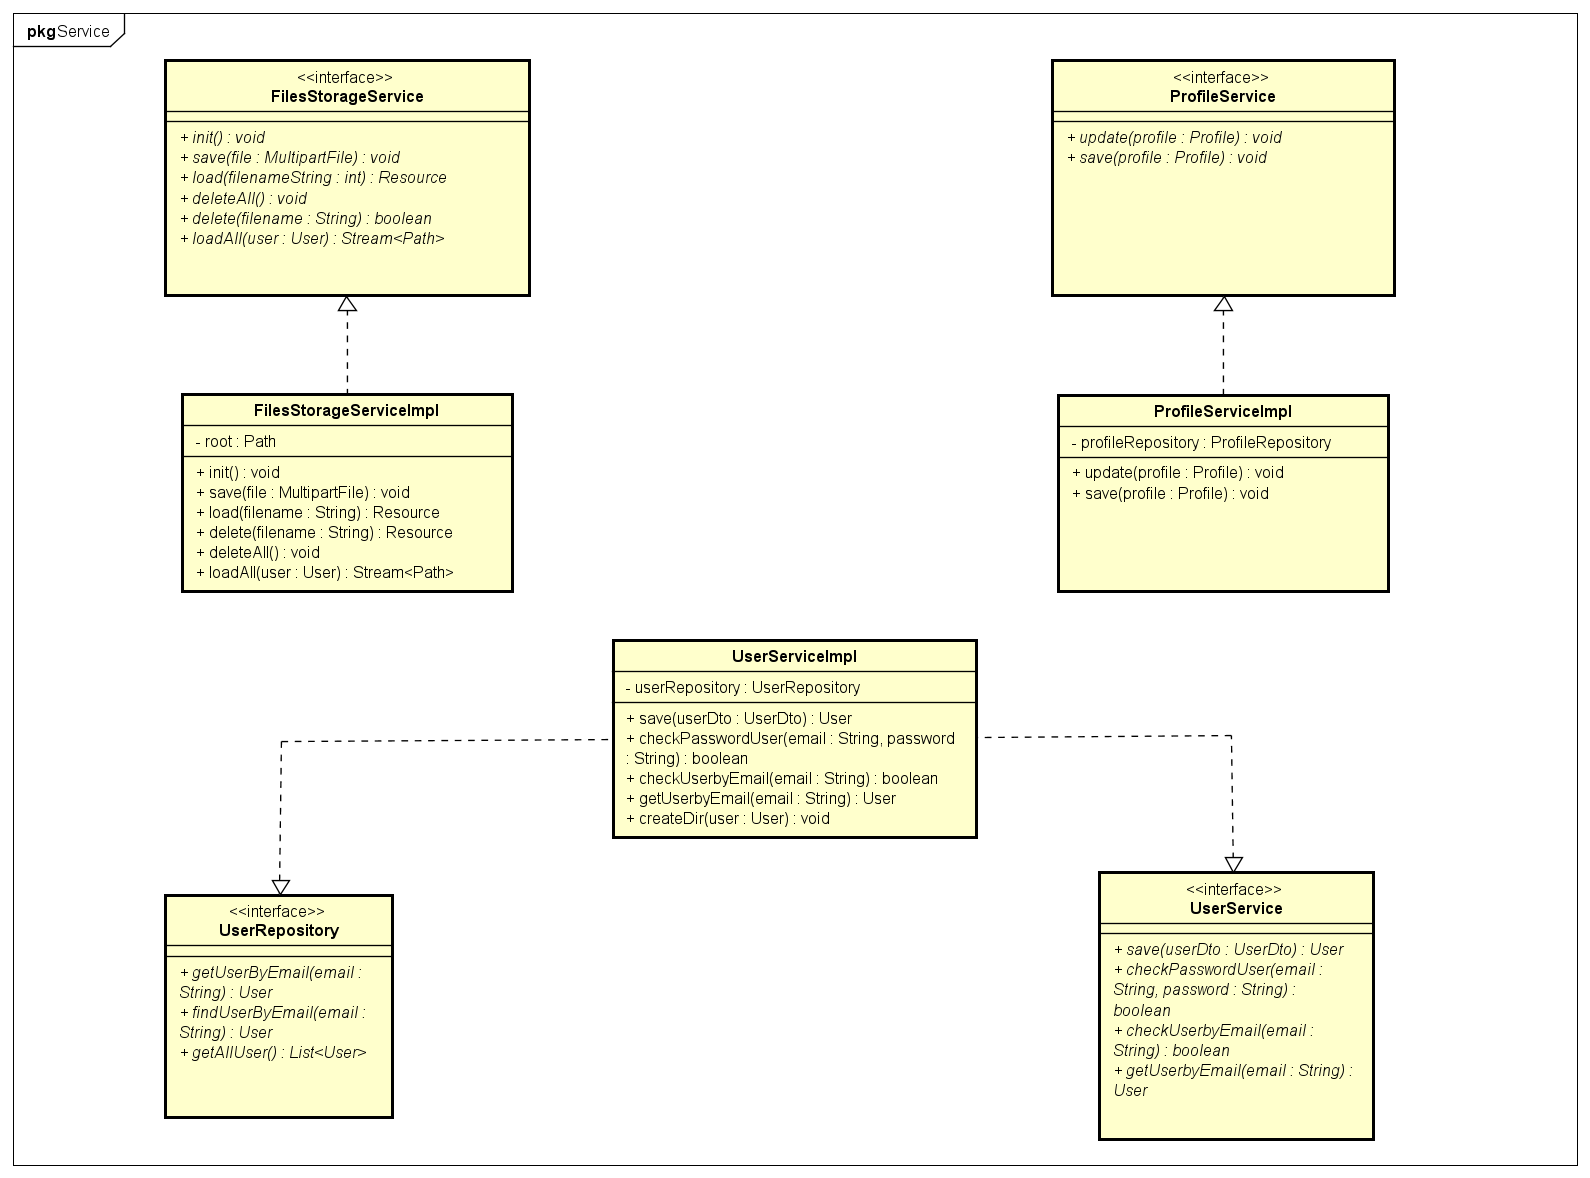 pkgService
<<interface>>
FilesStorageService
+ init() : void
+ save(file : MultipartFile) : void
+ load(filenameString : int) : Resource
+ deleteAll() : void
+ delete(filename : String) : boolean
+ loadAll(user : User) : Stream<Path>
<<interface>>
ProfileService
+ update(profile : Profile) : void
+ save(profile : Profile) : void
FilesStorageServiceImpl
- root : Path
+ init() : void
+ save(file : MultipartFile) : void
+ load(filename : String) : Resource
+ delete(filename : String) : Resource
+ deleteAll() : void
+ loadAll(user : User) : Stream<Path>
ProfileServiceImpl
- profileRepository : ProfileRepository
+ update(profile : Profile) : void
+ save(profile : Profile) : void
UserServiceImpl
- userRepository : UserRepository
+ save(userDto : UserDto) : User
+ checkPasswordUser(email : String, password
: String) : boolean
+ checkUserbyEmail(email : String) : boolean
+ getUserbyEmail(email : String) : User
+ createDir(user : User) : void
<<interface>>
UserRepository
+ getUserByEmail(email :
String) : User
+ findUserByEmail(email :
String) : User
+ getAllUser() : List<User>
<<interface>>
UserService
+ save(userDto : UserDto) : User
+ checkPasswordUser(email :
String, password : String) :
boolean
+ checkUserbyEmail(email :
String) : boolean
+ getUserbyEmail(email : String) :
User